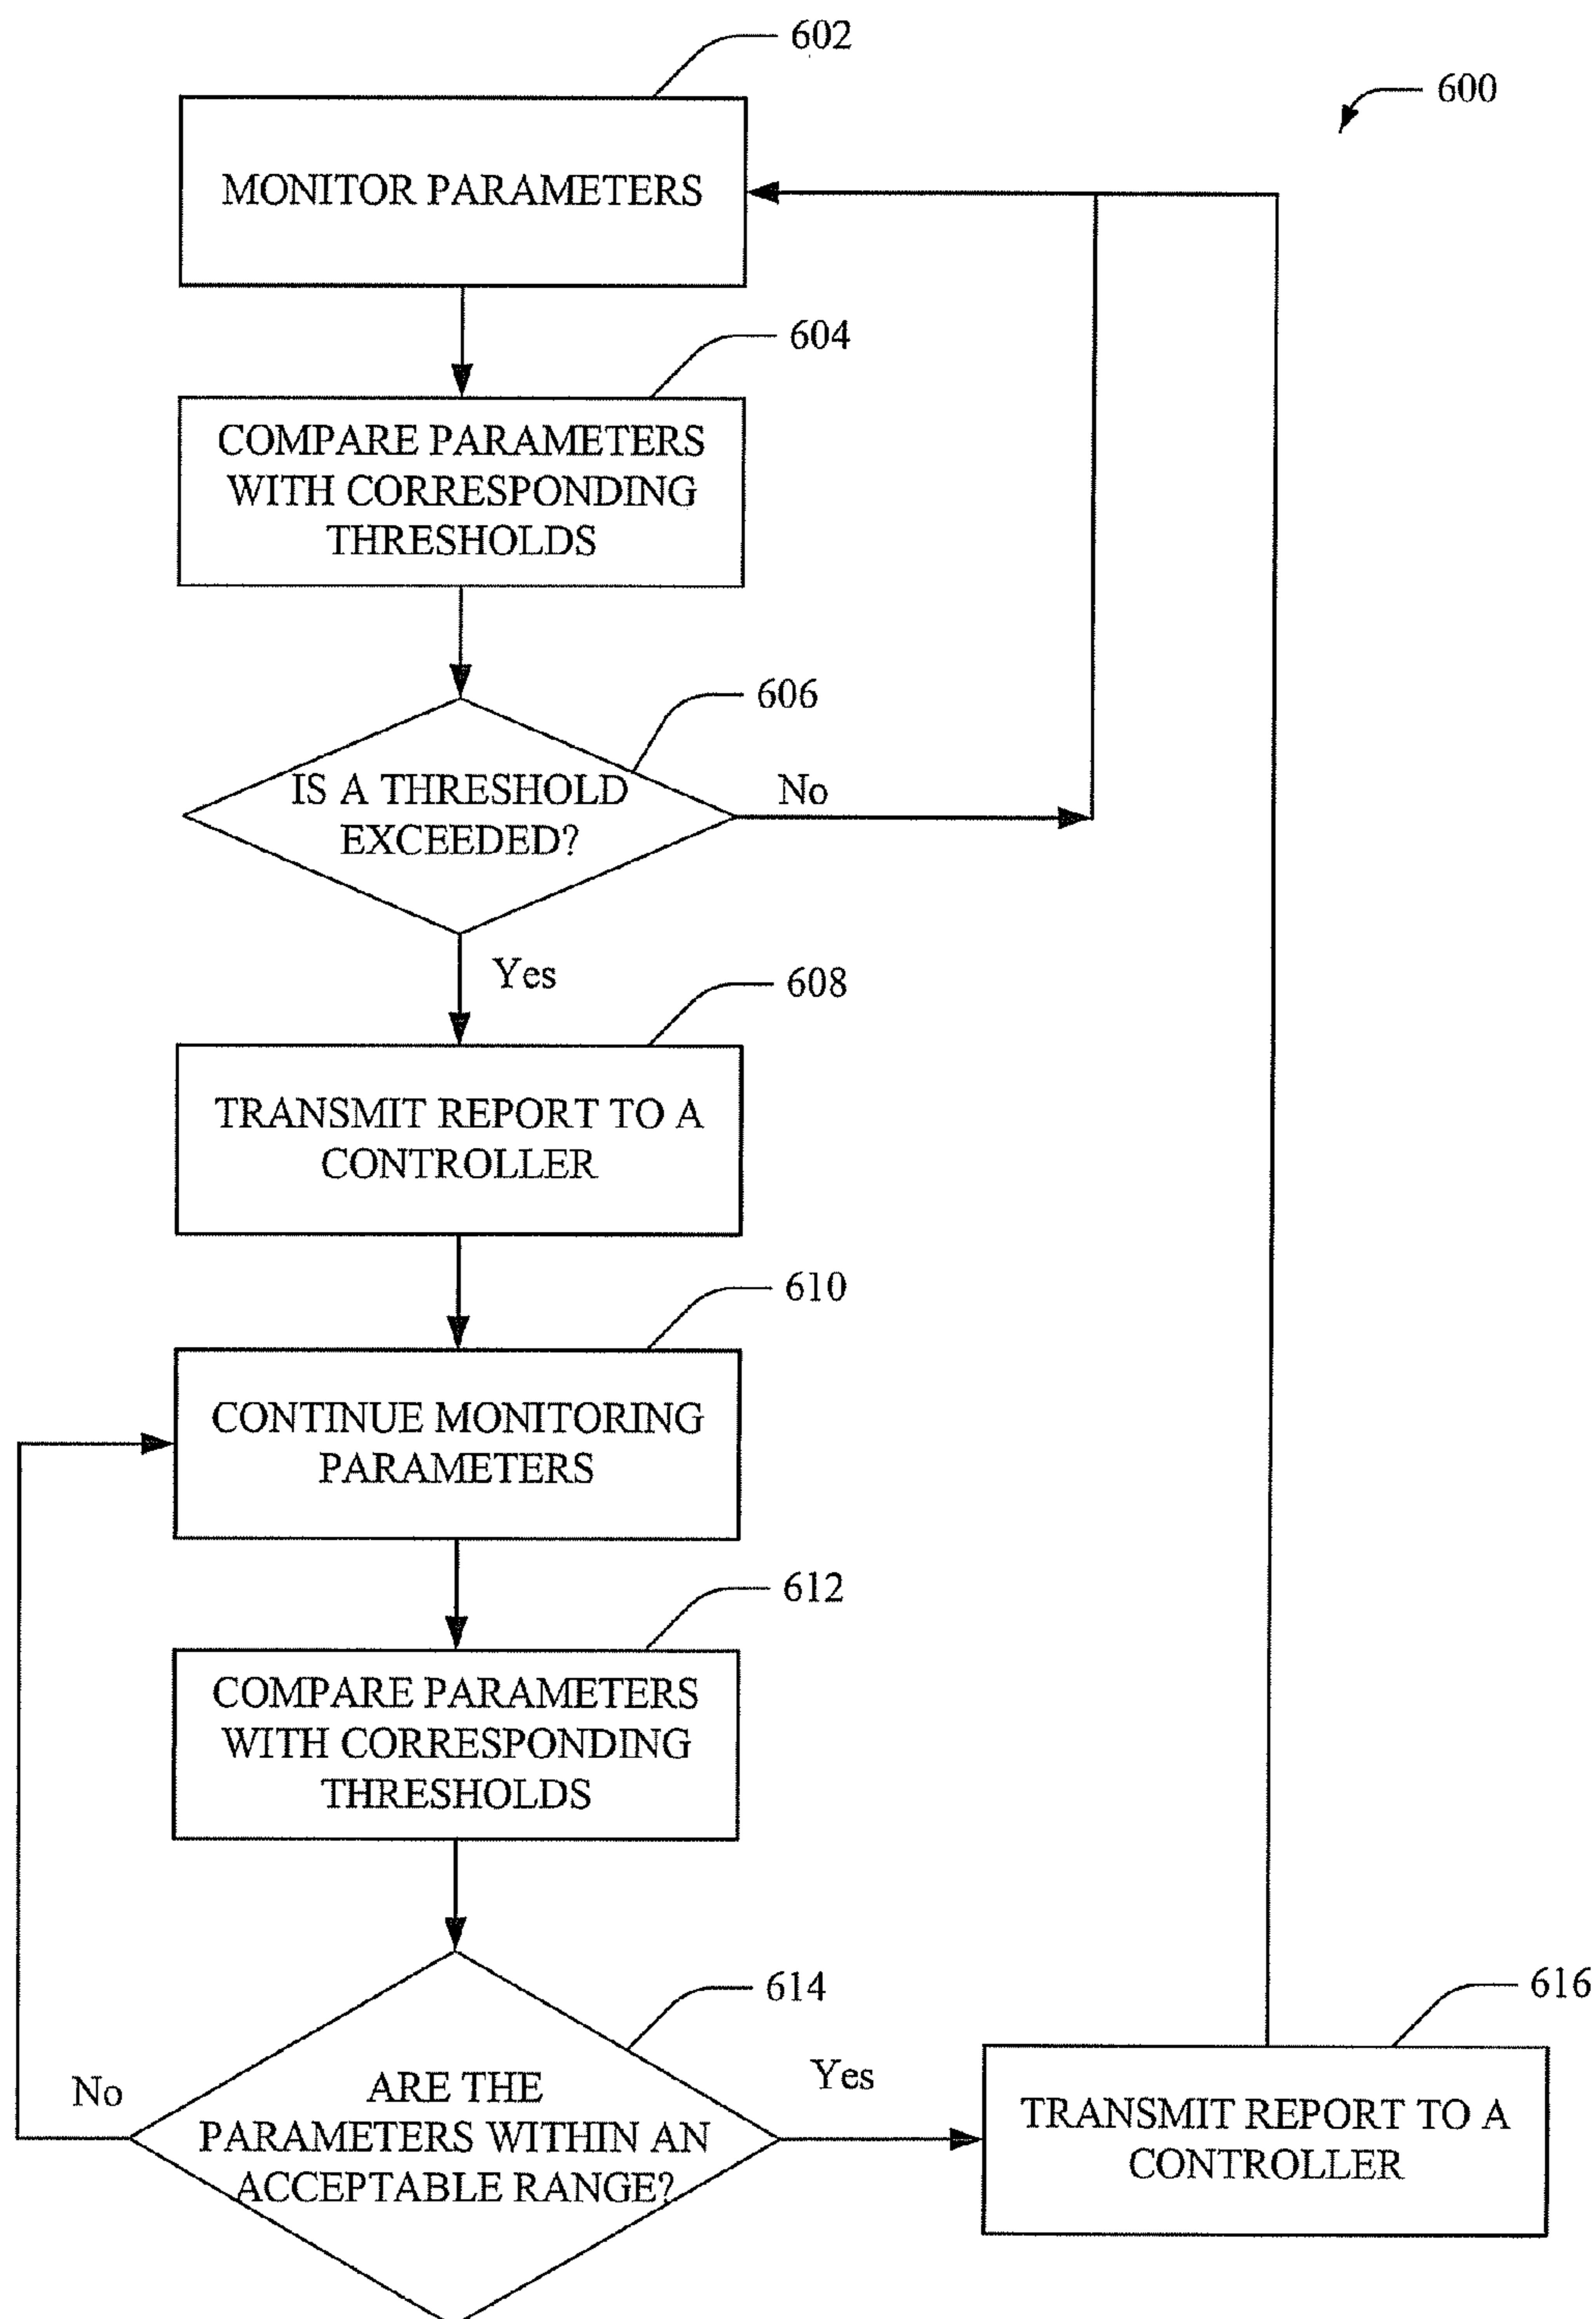 602
600
MONITOR PARAMETERS
604
COMPARE PARAMETERS
WITH CORRESPONDING
THRESHOLDS
606
IS A THRESHOLD
EXCEEDED?
No
Yes
608
TRANSMIT REPORT TO A
CONTROLLER
610
CONTINUE MONITORING
PARAMETERS
612
COMPARE PARAMETERS
WITH CORRESPONDING
THRESHOLDS
614
616
No
ARE THE
PARAMETERS WITHIN AN
ACCEPTABLE RANGE?
Yes
TRANSMIT REPORT TO A
CONTROLLER